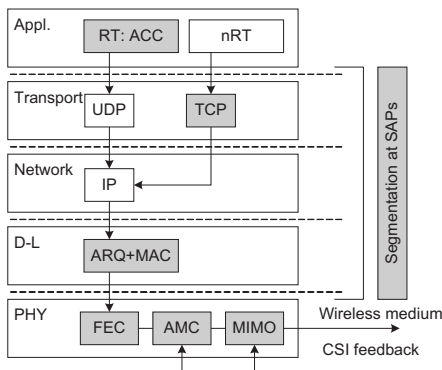 Appl.
RT: ACC
nRT
Transport
UDP
TCP
Network
IP
D-L
ARQ+MAC
PHY
FEC
AMC
MIMO
Segmentation at SAPs
Wireless medium
CSI feedback